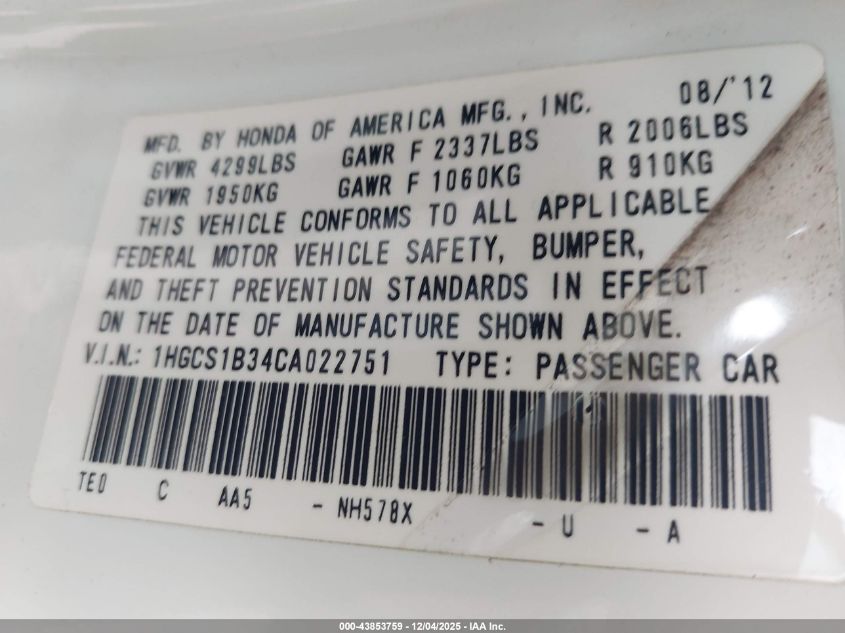 08/'12
MFD. BY HONDA OF AMERICA MFG., INC.
GVWR 4299LBS GAWR F 2337LBS R 2006LBS
GVWR 1950KG GAWR F 1060KG R 910KG
THIS VEHICLE CONFORMS TO ALL APPLICABLE
FEDERAL MOTOR VEHICLE SAFETY, BUMPER,
AND THEFT PREVENTION STANDARDS IN EFFECT
ON THE DATE OF MANUFACTURE SHOWN ABOVE.
V.I.N.: 1HGCS1B34CA022751 TYPE: PASSENGER CAR
TE0 C AA5 - NH578X - U - A
000-43853759 - 12/04/2025 - IAA Inc.